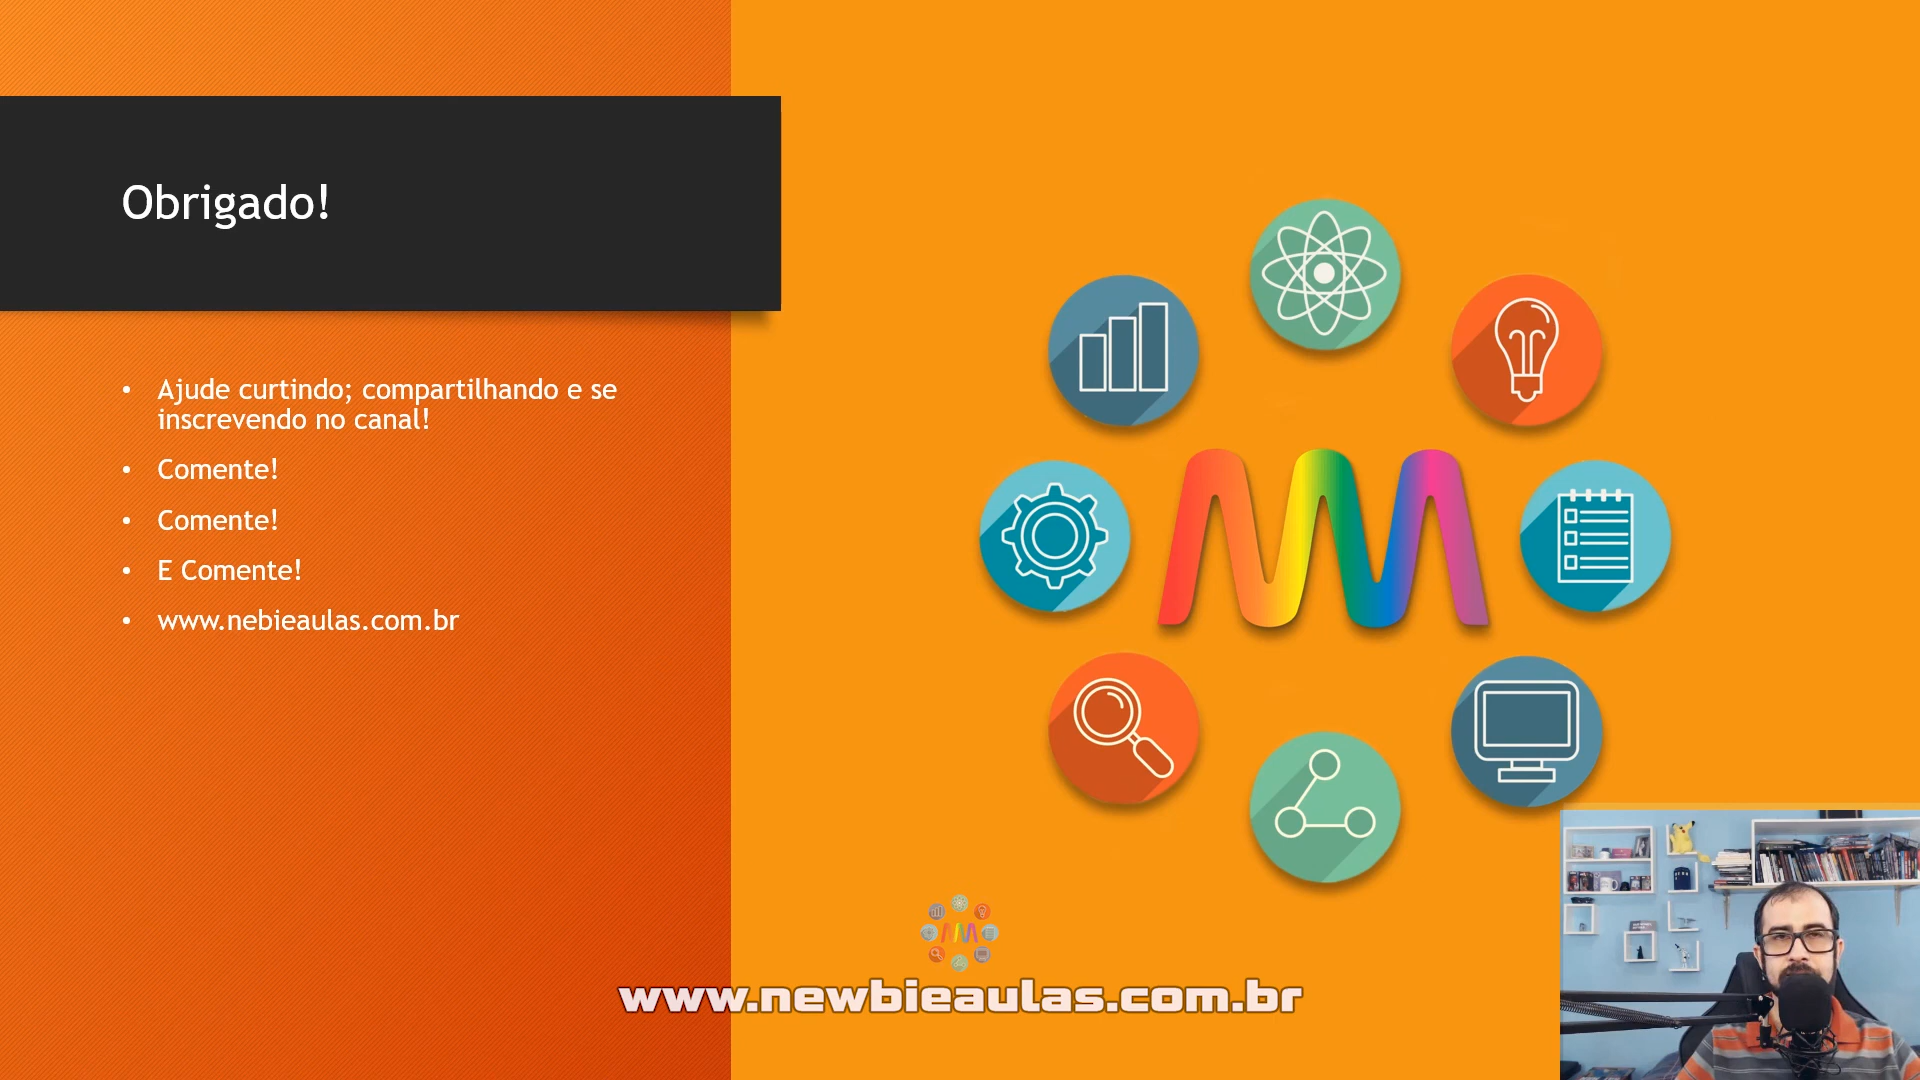 Obrigado!
• Ajude curtindo; compartilhando e se
inscrevendo no canal!
• Comente!
• Comente!
• E Comente!
• www.nebieaulas.com.br
www.newbieaulas.com.br